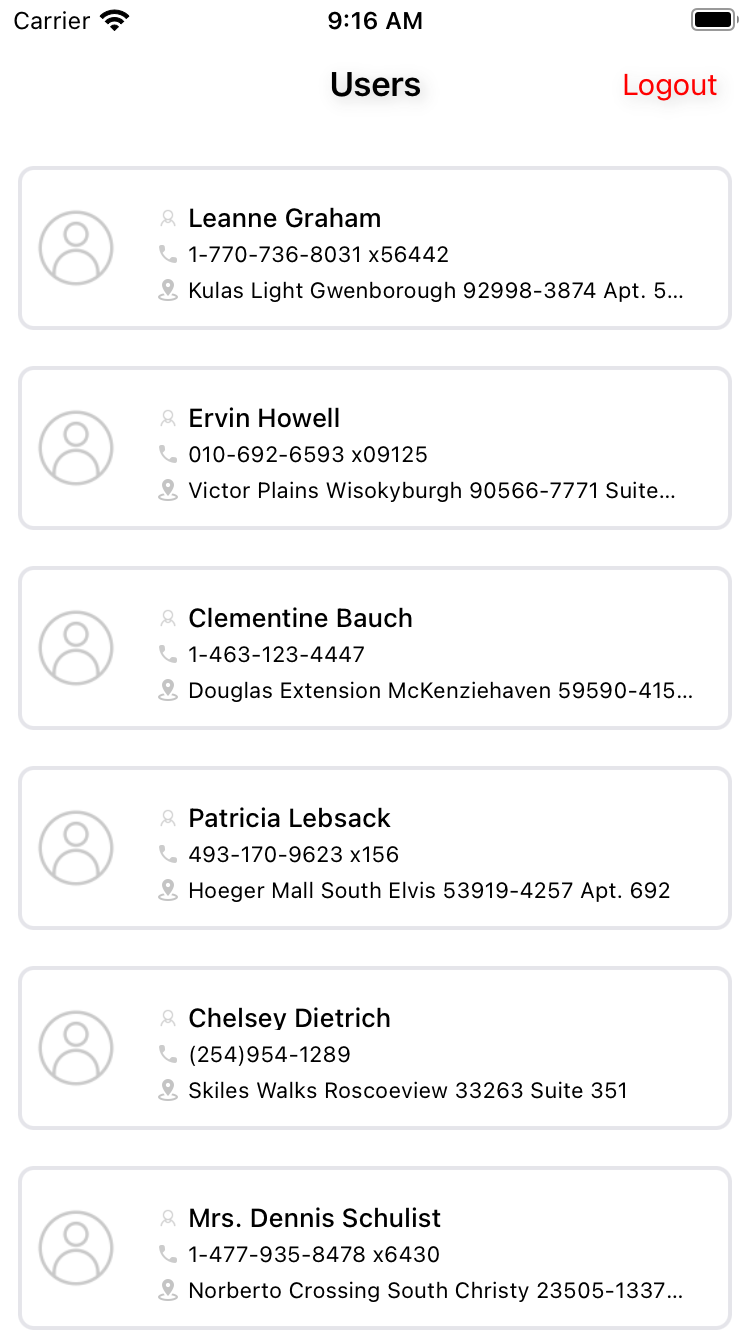 Carrier 9:16 AM
Users Logout
Leanne Graham
1-770-736-8031 x56442
Kulas Light Gwenborough 92998-3874 Apt. 5...
Ervin Howell
010-692-6593 x09125
Victor Plains Wisokyburgh 90566-7771 Suite...
Clementine Bauch
1-463-123-4447
Douglas Extension McKenziehaven 59590-415...
Patricia Lebsack
493-170-9623 x156
Hoeger Mall South Elvis 53919-4257 Apt. 692
Chelsey Dietrich
(254)954-1289
Skiles Walks Roscoeview 33263 Suite 351
Mrs. Dennis Schulist
1-477-935-8478 x6430
Norberto Crossing South Christy 23505-1337...